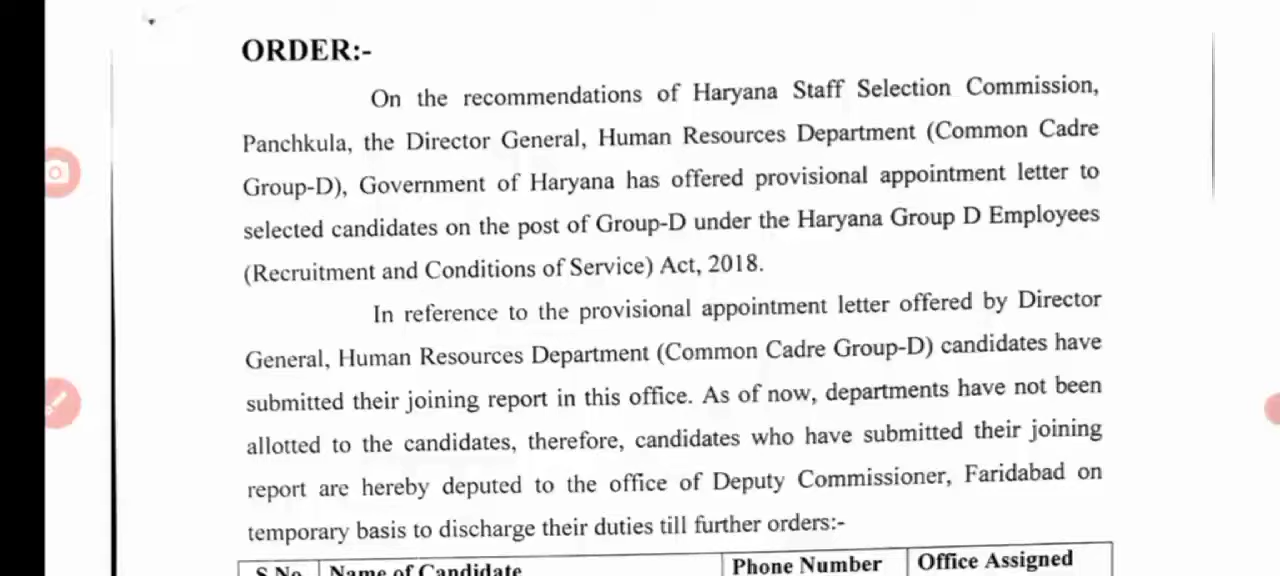 ORDER:-
On the recommendations of Haryana Staff Selection Commission,
Panchkula, the Director General, Human Resources Department (Common Cadre
Group-D), Government of Haryana has offered provisional appointment letter to
selected candidates on the post of Group-D under the Haryana Group D Employees
(Recruitment and Conditions of Service) Act, 2018.
In reference to the provisional appointment letter offered by Director
General, Human Resources Department (Common Cadre Group-D) candidates have
submitted their joining report in this office. As of now, departments have not been
allotted to the candidates, therefore, candidates who have submitted their joining
report are hereby deputed to the office of Deputy Commissioner, Faridabad on
temporary basis to discharge their duties till further orders:-
S.No. Name of Candidate Phone Number Office Assigned